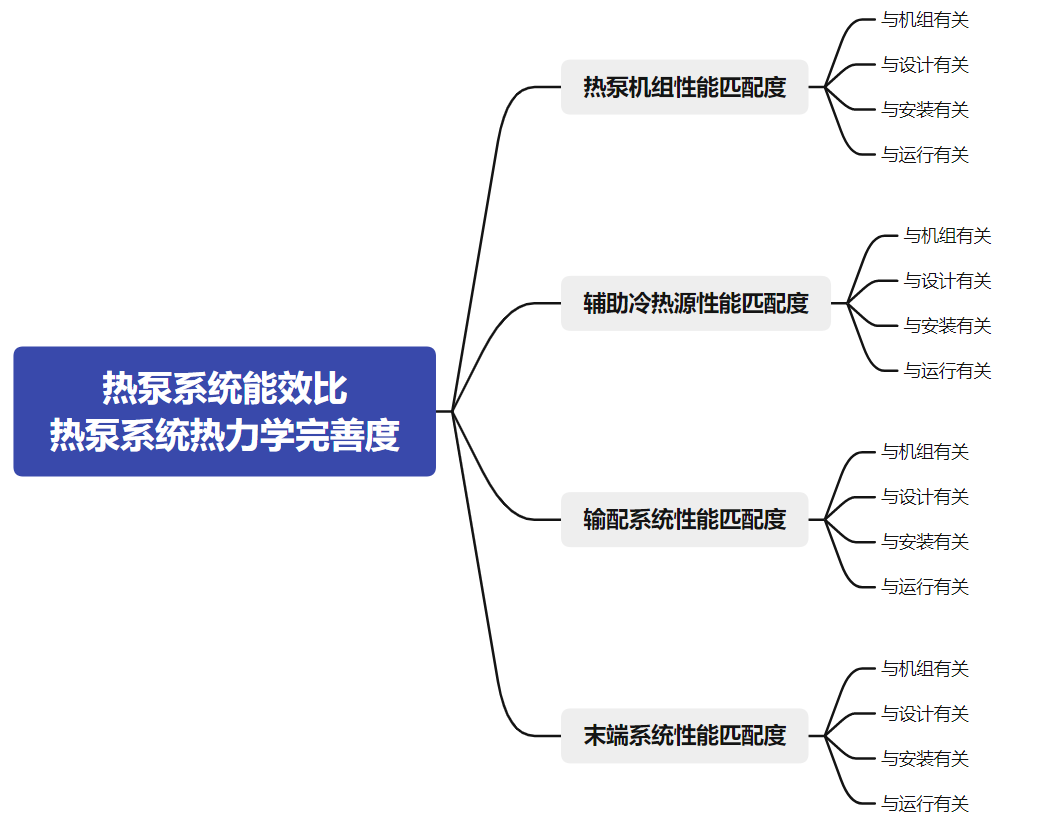 热泵系统能效比
热泵系统热力学完善度
热泵机组性能匹配度
与机组有关
与设计有关
与安装有关
与运行有关
辅助冷热源性能匹配度
与机组有关
与设计有关
与安装有关
与运行有关
输配系统性能匹配度
与机组有关
与设计有关
与安装有关
与运行有关
末端系统性能匹配度
与机组有关
与设计有关
与安装有关
与运行有关